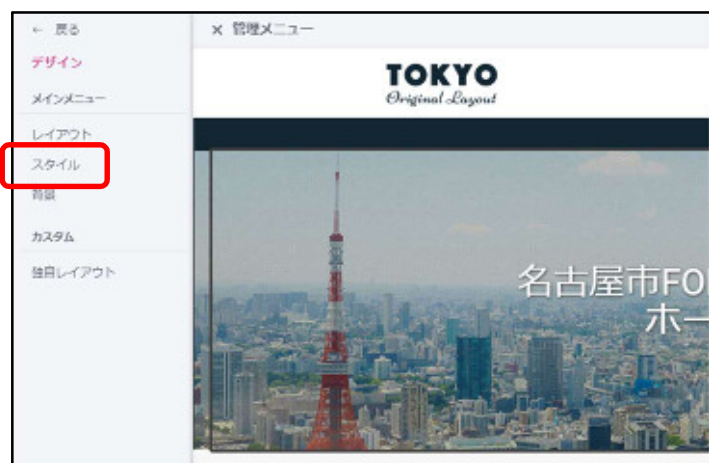 ← 戻る
× 管理メニュー
デザイン
メインメニュー
レイアウト
スタイル
背景
カスタム
独自レイアウト
TOKYO
Original Layout
名古屋市FO
ホー